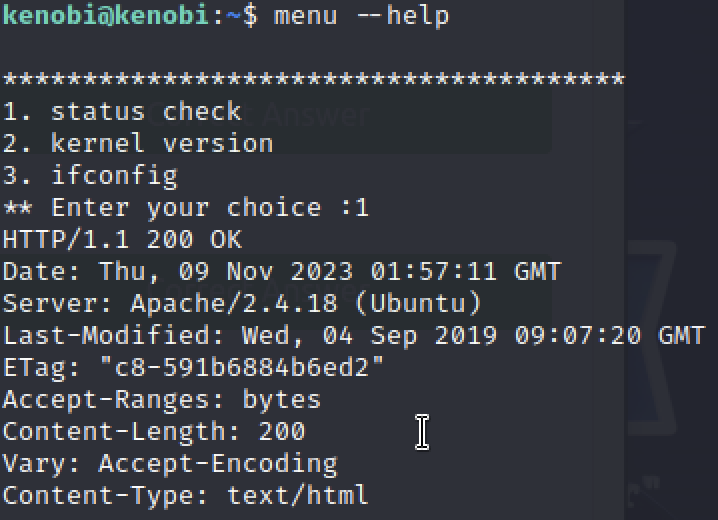 kenobi@kenobi:~$ menu --help
***************************************
1. status check
2. kernel version
3. ifconfig
** Enter your choice :1
HTTP/1.1 200 OK
Date: Thu, 09 Nov 2023 01:57:11 GMT
Server: Apache/2.4.18 (Ubuntu)
Last-Modified: Wed, 04 Sep 2019 09:07:20 GMT
ETag: "c8-591b6884b6ed2"
Accept-Ranges: bytes
Content-Length: 200
Vary: Accept-Encoding
Content-Type: text/html